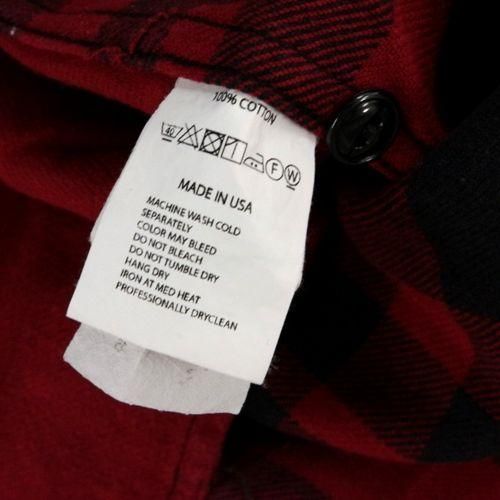 100% COTTON
40 F W
MADE IN USA
MACHINE WASH COLD
SEPARATELY
COLOR MAY BLEED
DO NOT BLEACH
DO NOT TUMBLE DRY
HANG DRY
IRON AT MED HEAT
PROFESSIONALLY DRYCLEAN